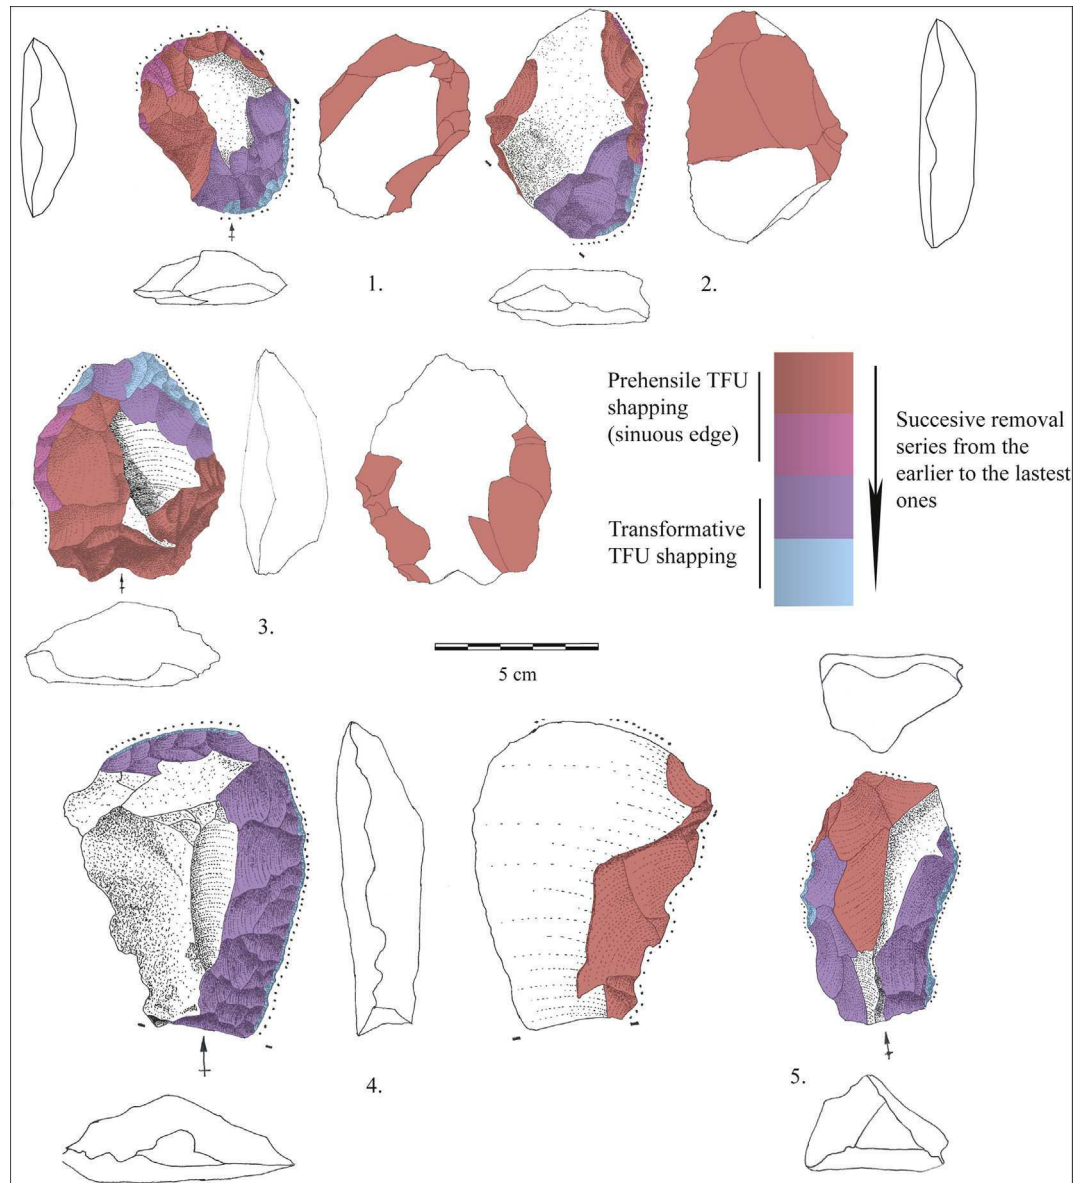 1.
2.
Prehensile TFU
shapping
(sinuous edge)
Transformative
TFU shapping
Succesive removal
series from the
earlier to the lastest
ones
3.
5 cm
4.
5.